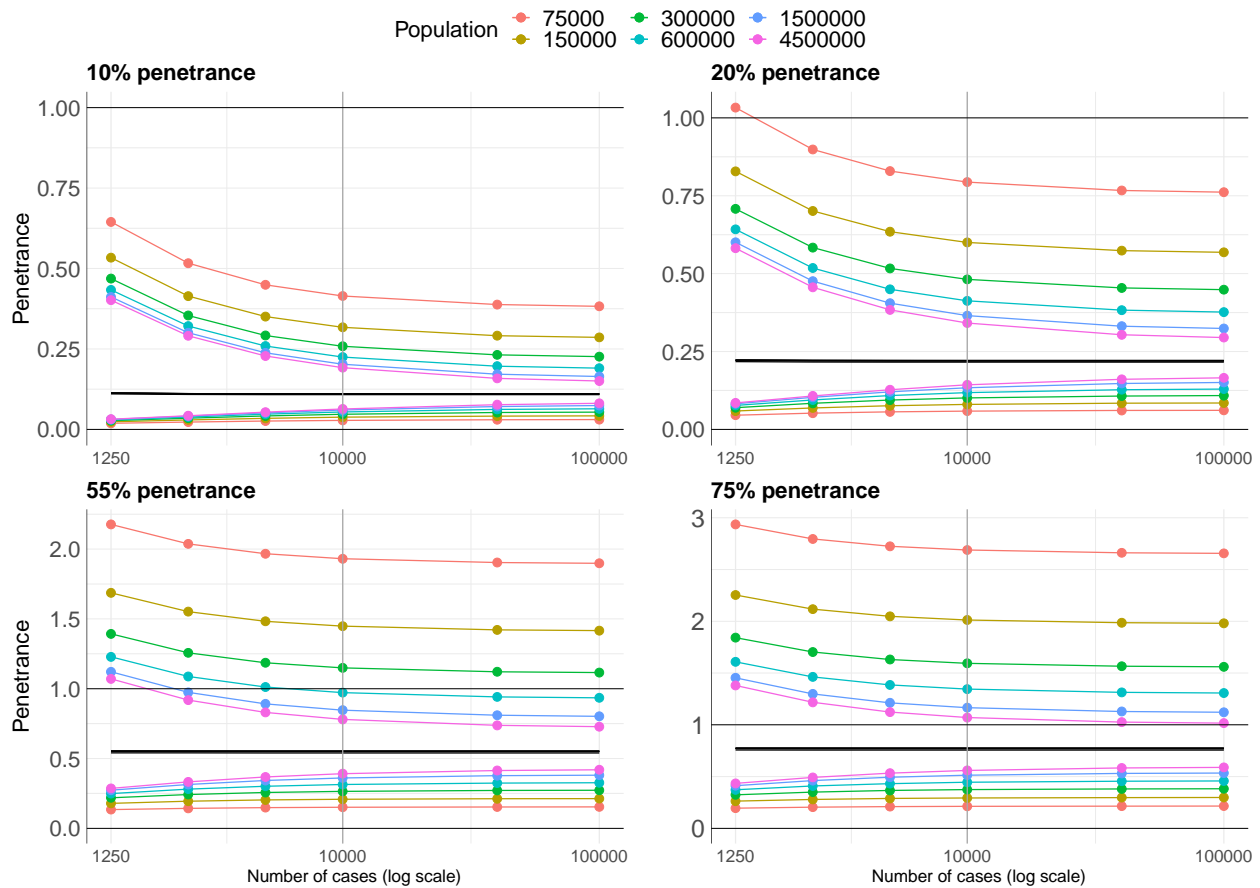 Population 75000 300000 1500000
150000 600000 4500000
10% penetrance
20% penetrance
Penetrance
1.00
0.75
0.50
0.25
0.00
1250 10000 100000
1.00
0.75
0.50
0.25
0.00
1250 10000 100000
55% penetrance
75% penetrance
Penetrance
2.0
1.5
1.0
0.5
0.0
1250 10000 100000
Number of cases (log scale)
3
2
1
0
1250 10000 100000
Number of cases (log scale)